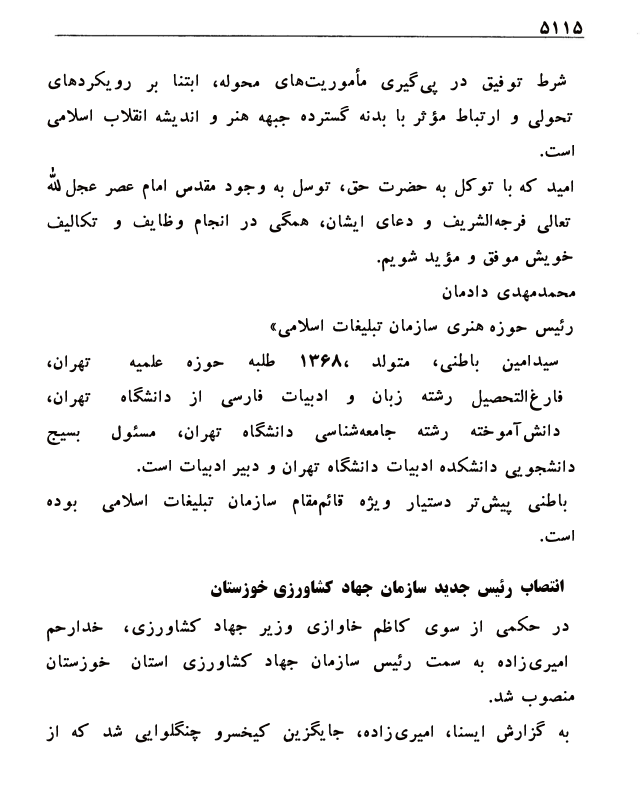 ۵۱۱۵
شرط توفیق در پی‌گیری مأموریت‌های محوله، ابتنا بر رویکردهای
تحولی و ارتباط مؤثر با بدنه گسترده جبهه هنر و اندیشه انقلاب اسلامی
است.
امید که با توکل به حضرت حق، توسل به وجود مقدس امام عصر عجل‌الله
تعالی فرجه‌الشریف و دعای ایشان، همگی در انجام وظایف و تکالیف
خویش موفق و مؤید شویم.
محمدمهدی دادمان
رئیس حوزه هنری سازمان تبلیغات اسلامی»
سیدامین باطنی، متولد ۱۳۶۸، طلبه حوزه علمیه تهران،
فارغ‌التحصیل رشته زبان و ادبیات فارسی از دانشگاه تهران،
دانش‌آموخته رشته جامعه‌شناسی دانشگاه تهران، مسئول بسیج
دانشجویی دانشکده ادبیات دانشگاه تهران و دبیر ادبیات است.
باطنی پیش‌تر دستیار ویژه قائم‌مقام سازمان تبلیغات اسلامی بوده
است.
انتصاب رئیس جدید سازمان جهاد کشاورزی خوزستان
در حکمی از سوی کاظم خاوازی وزیر جهاد کشاورزی، خدارحم
امیری‌زاده به سمت رئیس سازمان جهاد کشاورزی استان خوزستان
منصوب شد.
به گزارش ایسنا، امیری‌زاده، جایگزین کیخسرو چنگلوایی شد که از